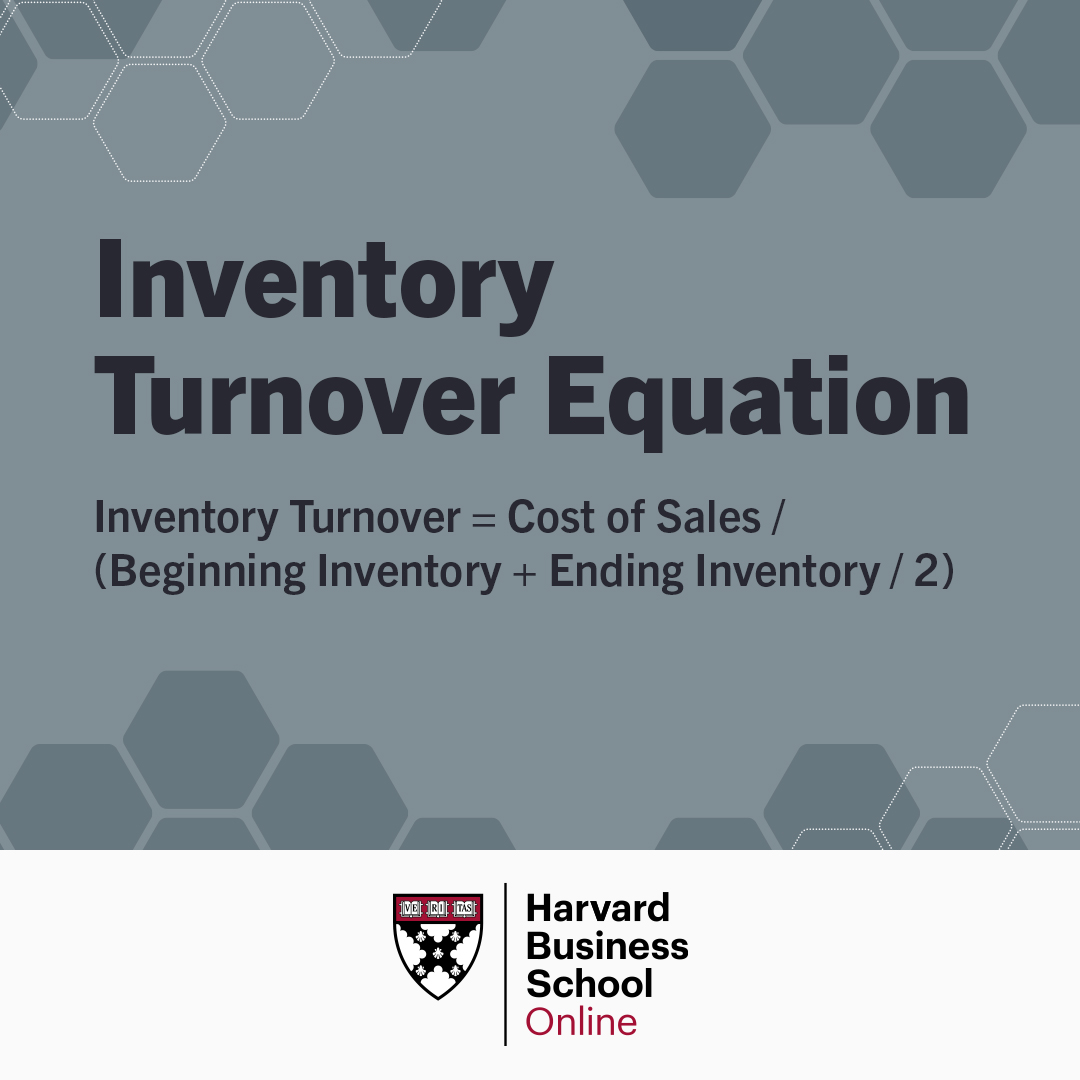 Inventory
Turnover Equation
Inventory Turnover = Cost of Sales /
(Beginning Inventory + Ending Inventory / 2)
VE RI TAS
Harvard
Business
School
Online